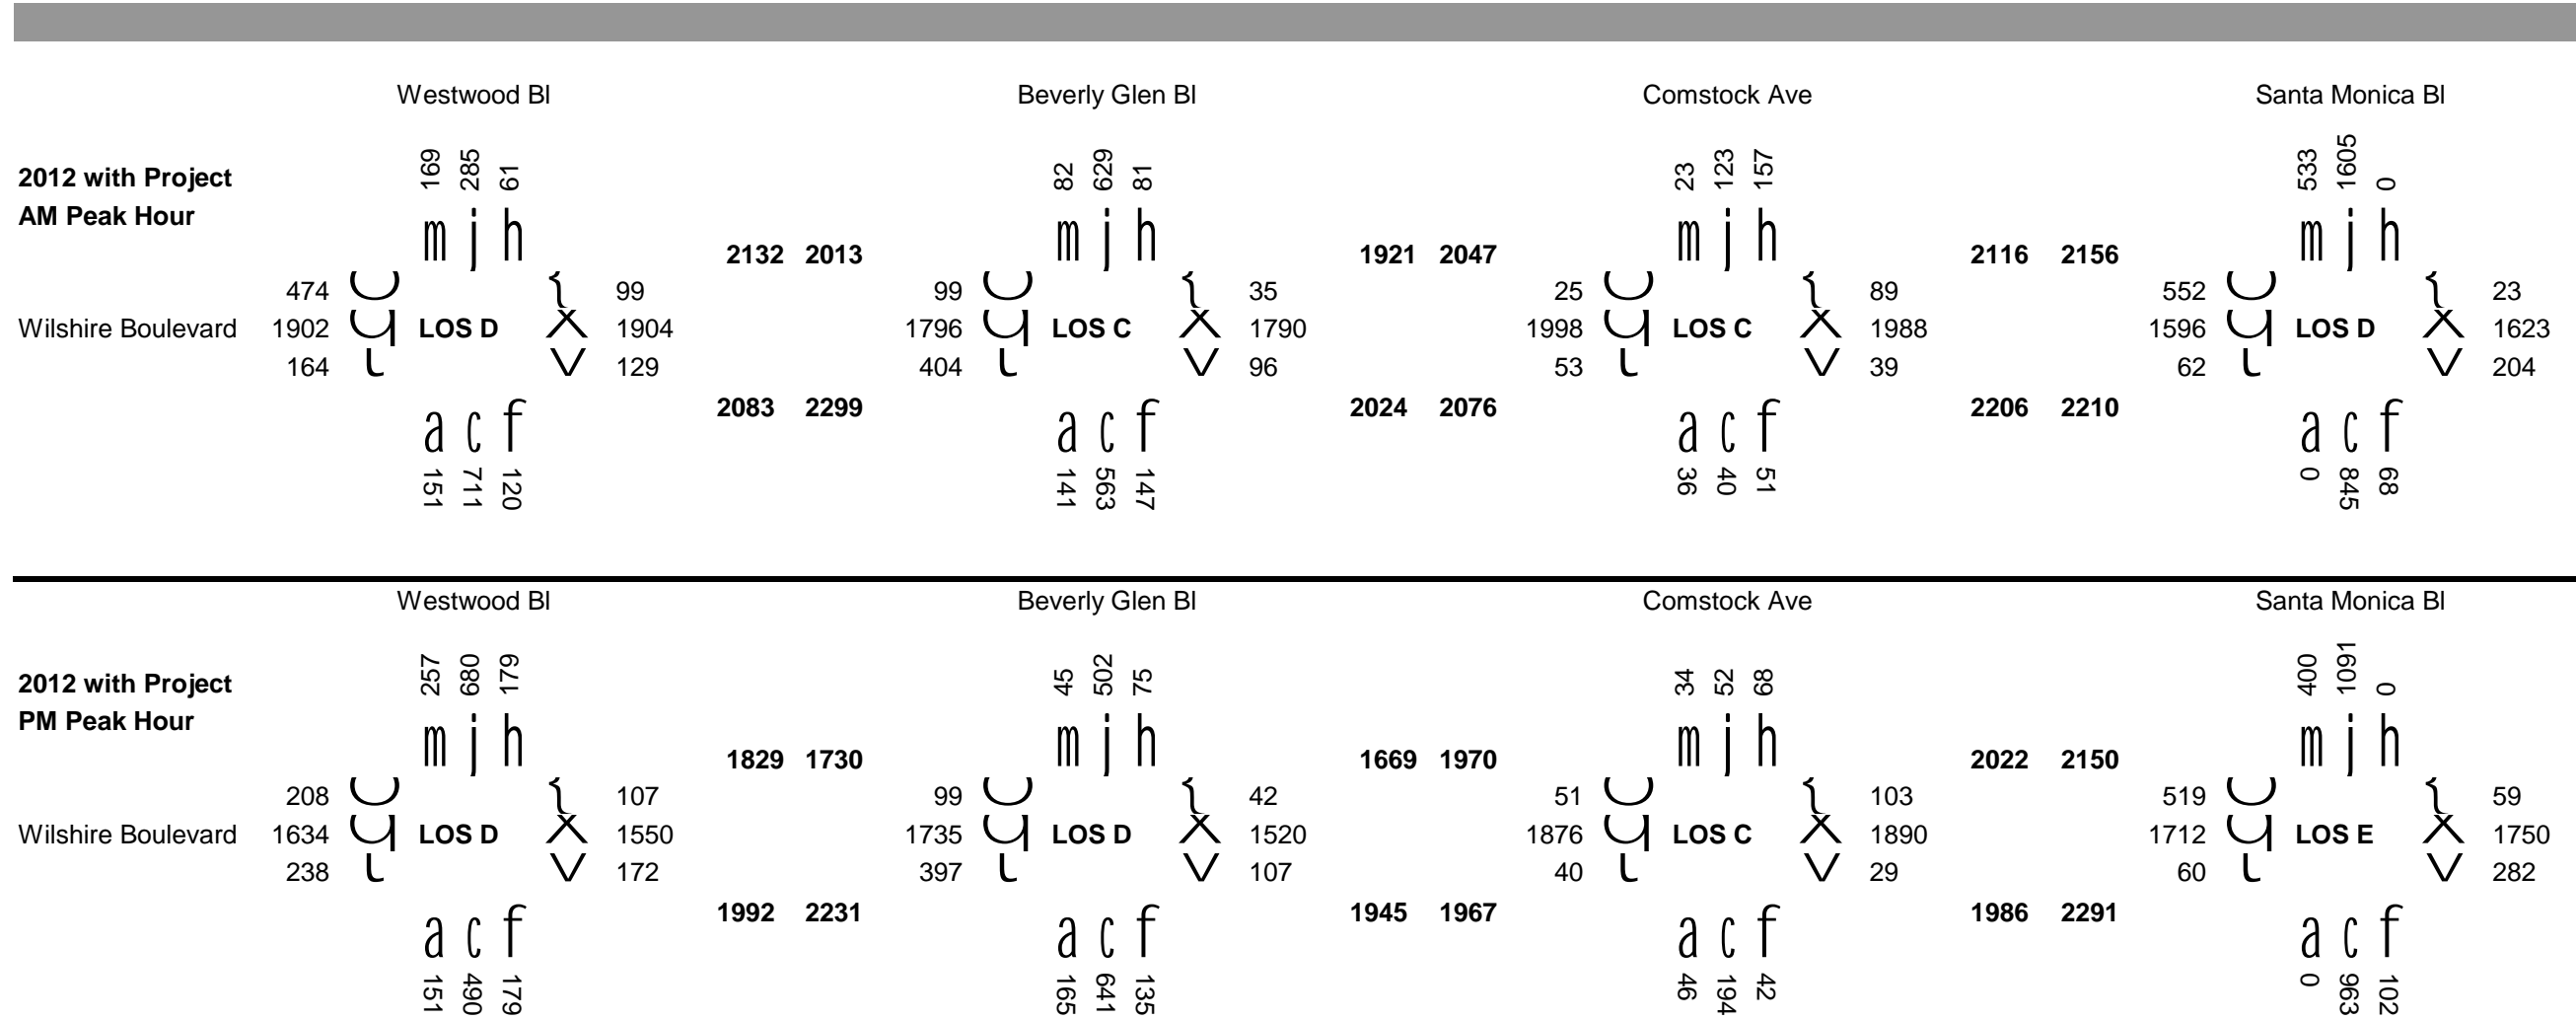 Westwood Bl Beverly Glen Bl Comstock Ave Santa Monica Bl
169 285 61 82 629 81 23 123 157 533 1605 0
2012 with Project
AM Peak Hour
m j h m j h m j h m j h
2132 2013 1921 2047 2116 2156
474 { 99 99 { 35 25 { 89 552 { 23
Wilshire Boulevard 1902 q LOS D X 1904 1796 q LOS C X 1790 1998 q LOS C X 1988 1596 q LOS D X 1623
164 l V 129 404 l V 96 53 l V 39 62 l V 204
2083 2299 2024 2076 2206 2210
a c f a c f a c f a c f
151 711 120 141 563 147 36 40 51 0 845 68
Westwood Bl Beverly Glen Bl Comstock Ave Santa Monica Bl
257 680 179 45 502 75 34 52 68 400 1091 0
2012 with Project
PM Peak Hour
m j h m j h m j h m j h
1829 1730 1669 1970 2022 2150
208 { 107 99 { 42 51 { 103 519 { 59
Wilshire Boulevard 1634 q LOS D X 1550 1735 q LOS D X 1520 1876 q LOS C X 1890 1712 q LOS E X 1750
238 l V 172 397 l V 107 40 l V 29 60 l V 282
1992 2231 1945 1967 1986 2291
a c f a c f a c f a c f
151 490 179 165 641 135 46 194 42 0 963 102